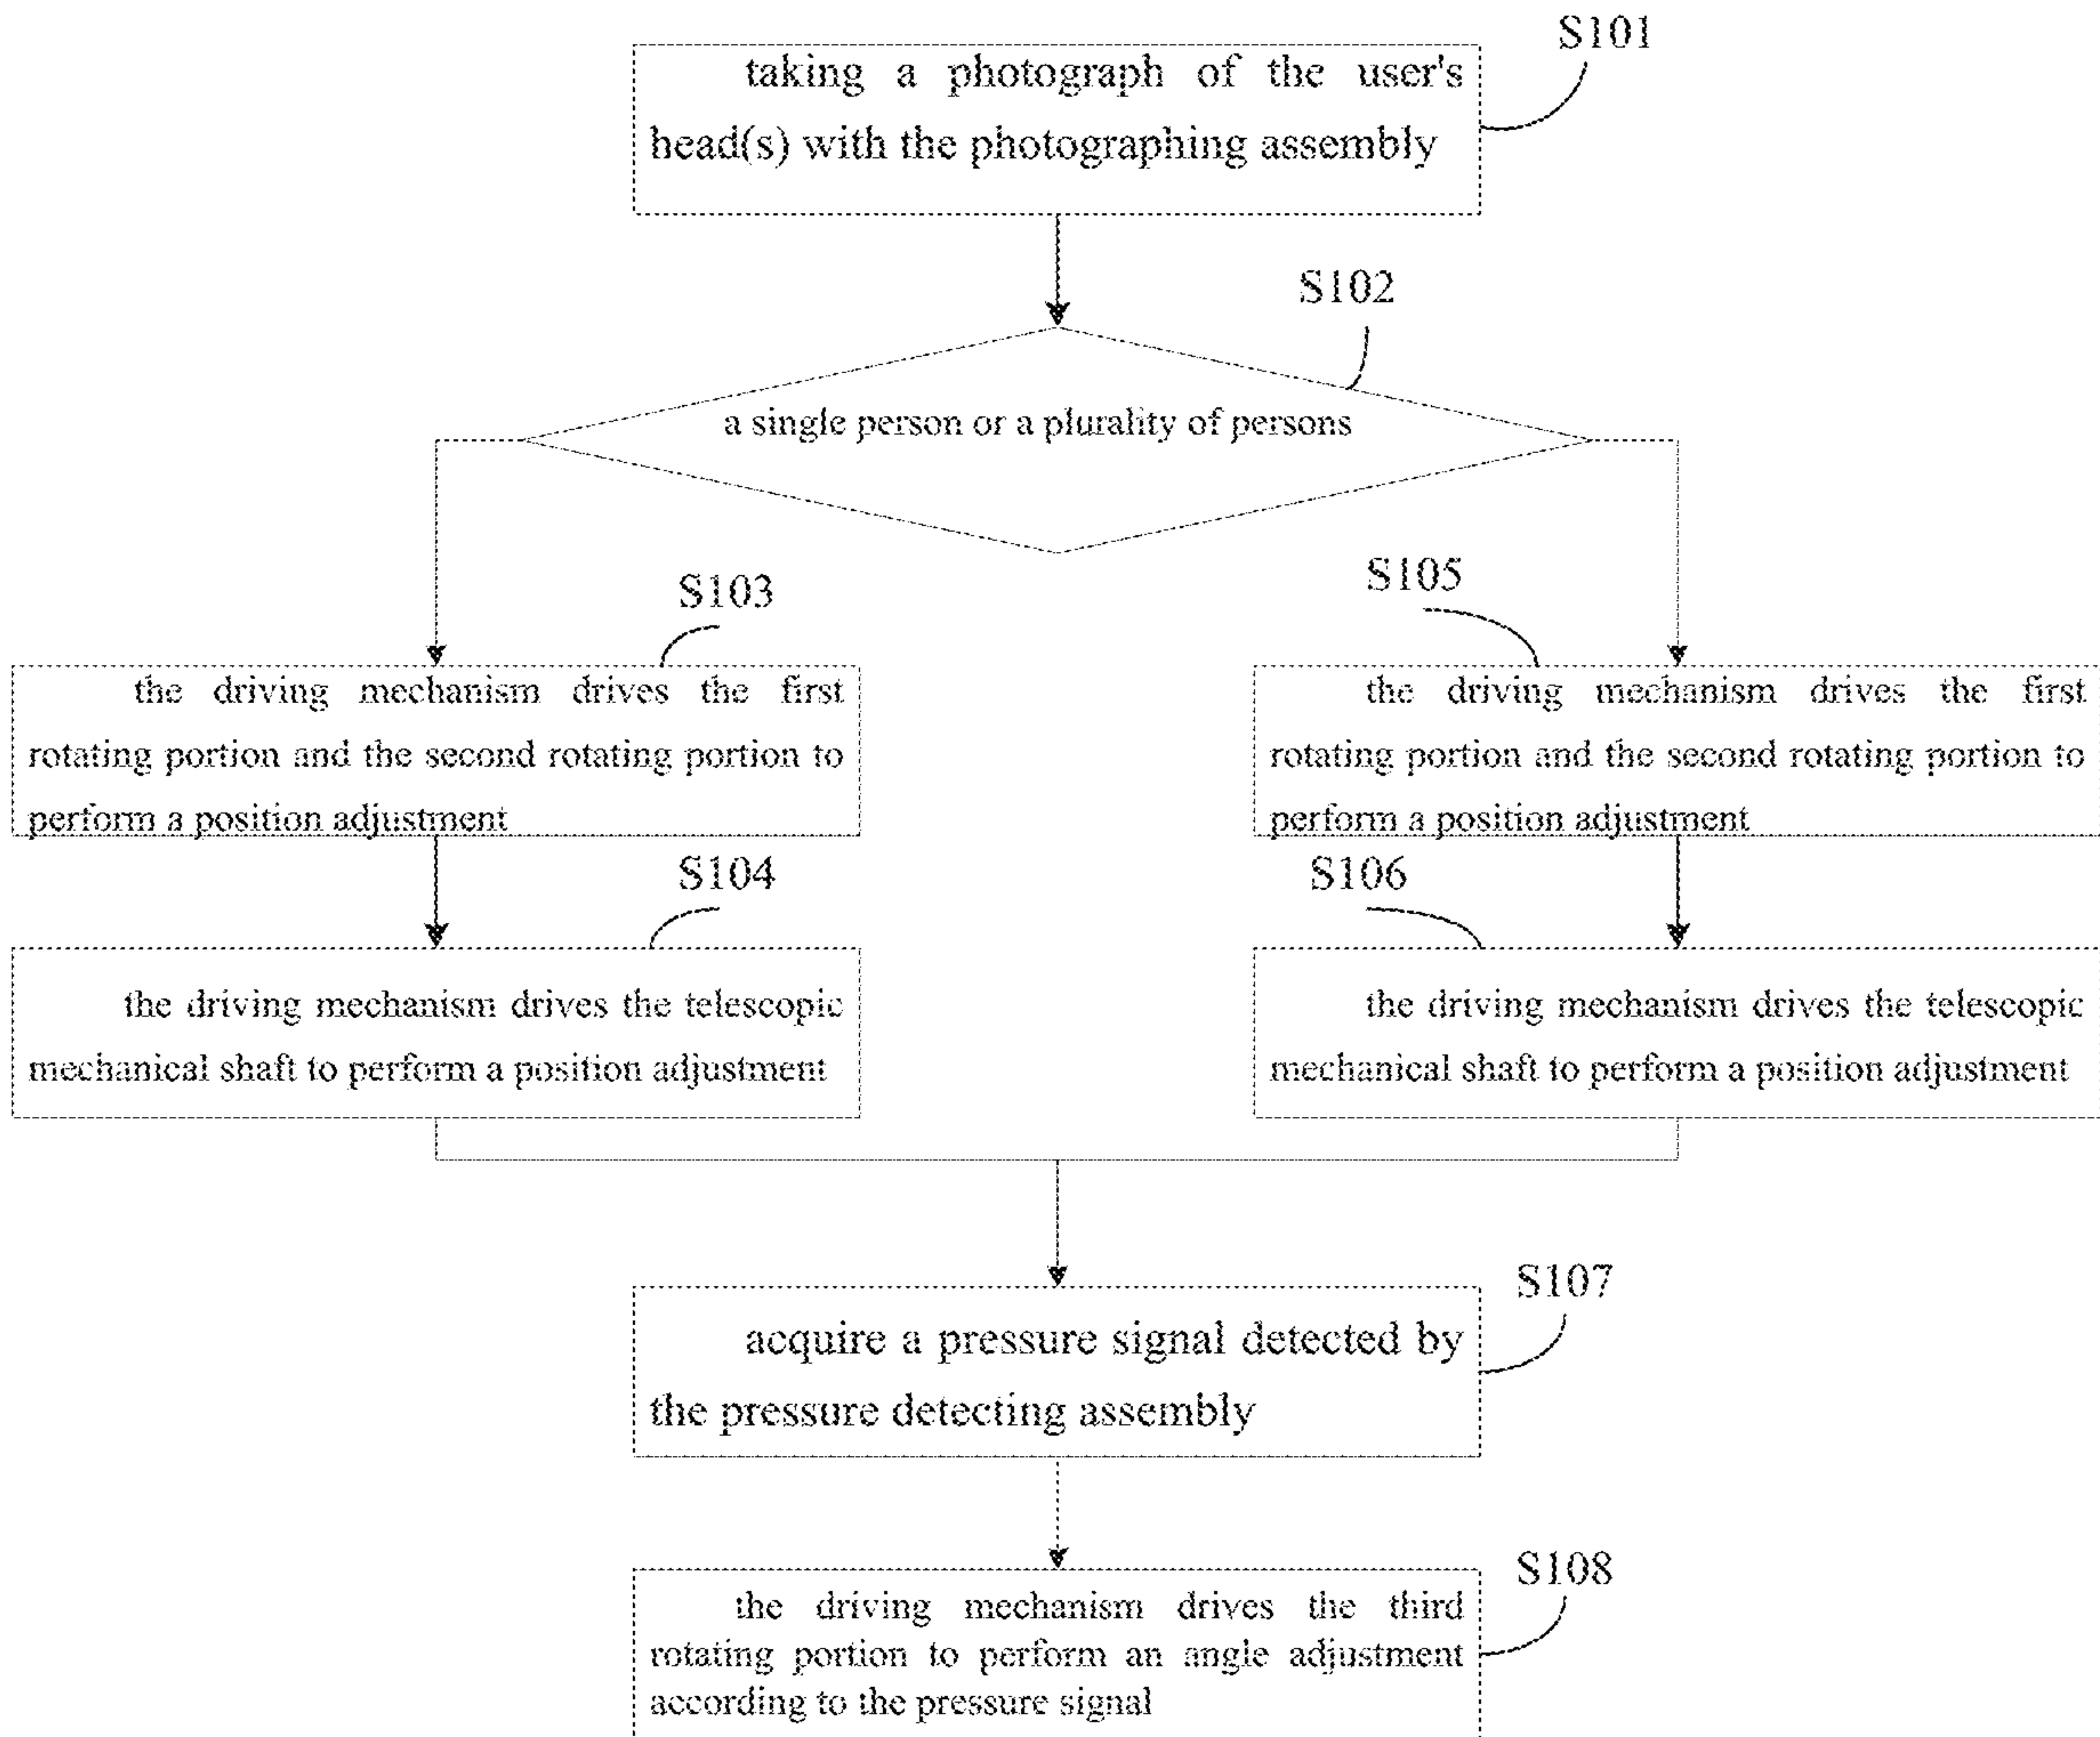 S101
taking a photograph of the user's
head(s) with the photographing assembly
S102
a single person or a plurality of persons
S103
the driving mechanism drives the first
rotating portion and the second rotating portion to
perform a position adjustment
S105
the driving mechanism drives the first
rotating portion and the second rotating portion to
perform a position adjustment
S104
the driving mechanism drives the telescopic
mechanical shaft to perform a position adjustment
S106
the driving mechanism drives the telescopic
mechanical shaft to perform a position adjustment
S107
acquire a pressure signal detected by
the pressure detecting assembly
S108
the driving mechanism drives the third
rotating portion to perform an angle adjustment
according to the pressure signal